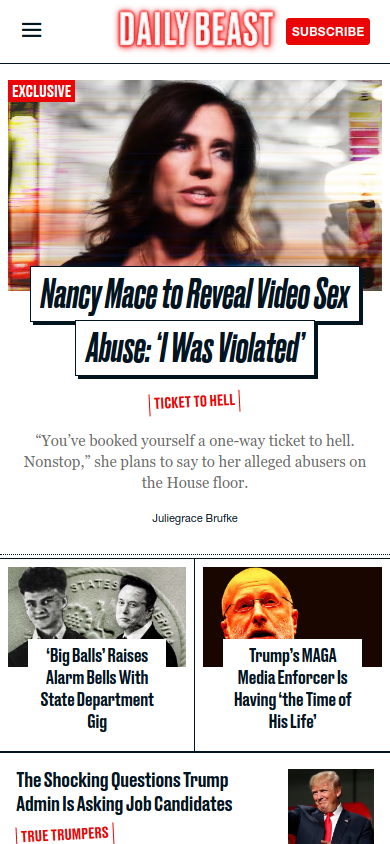 DAILY BEAST
SUBSCRIBE
EXCLUSIVE
Nancy Mace to Reveal Video Sex
Abuse: ‘I Was Violated’
TICKET TO HELL
“You’ve booked yourself a one-way ticket to hell.
Nonstop,” she plans to say to her alleged abusers on
the House floor.
Juliegrace Brufke
STATES
‘Big Balls’ Raises
Alarm Bells With
State Department
Gig
Trump’s MAGA
Media Enforcer Is
Having ‘the Time of
His Life’
The Shocking Questions Trump
Admin Is Asking Job Candidates
TRUE TRUMPERS